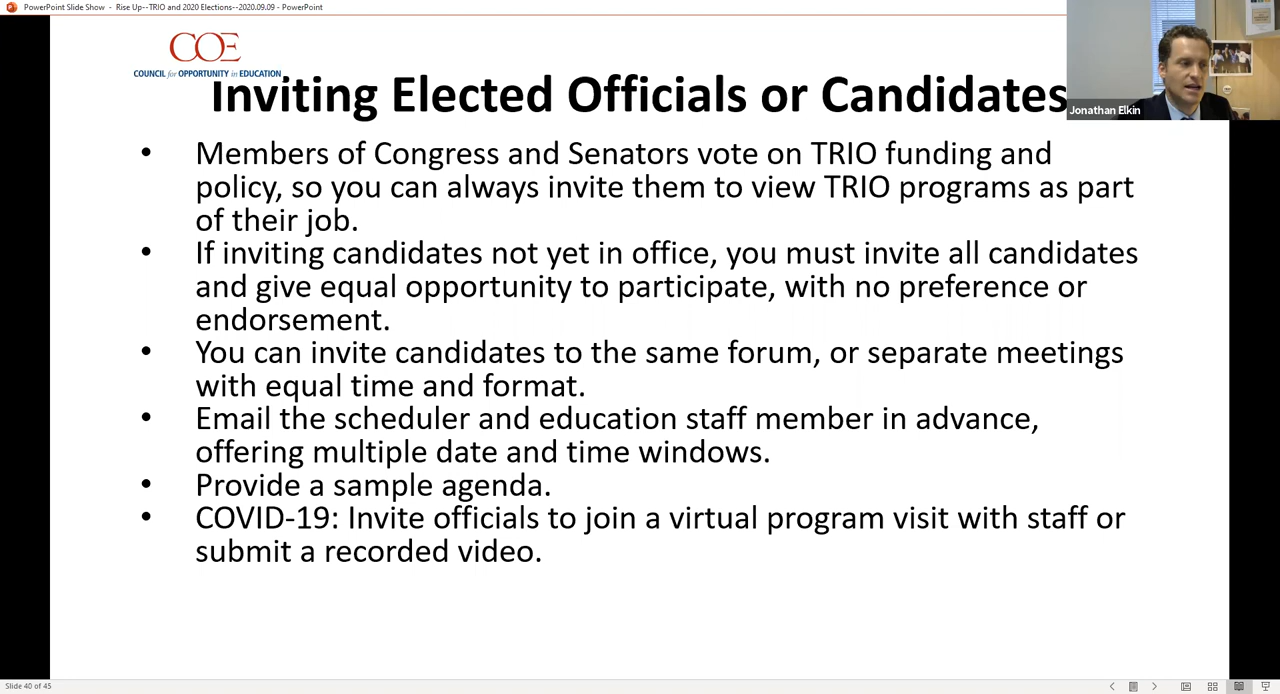 PowerPoint Slide Show - Rise Up--TRIO and 2020 Elections--2020.09.09 - PowerPoint
COE
COUNCIL for OPPORTUNITY in EDUCATION
Inviting Elected Officials or Candidates
Jonathan Elkin
• Members of Congress and Senators vote on TRIO funding and
policy, so you can always invite them to view TRIO programs as part
of their job.
• If inviting candidates not yet in office, you must invite all candidates
and give equal opportunity to participate, with no preference or
endorsement.
• You can invite candidates to the same forum, or separate meetings
with equal time and format.
• Email the scheduler and education staff member in advance,
offering multiple date and time windows.
• Provide a sample agenda.
• COVID-19: Invite officials to join a virtual program visit with staff or
submit a recorded video.
Slide 40 of 45